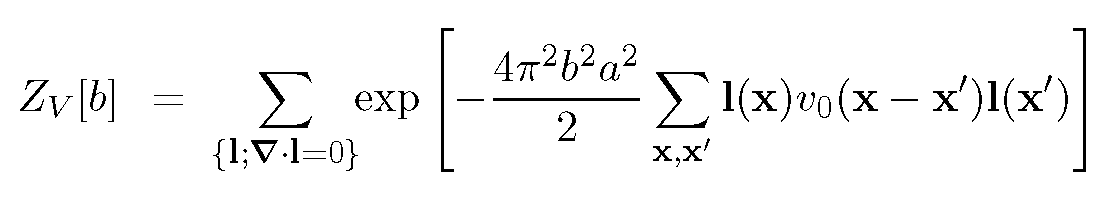 $Z_V[b] \;\; = \;\; \sum_{\{\mathbf{l};\boldsymbol{\nabla}\cdot\mathbf{l}=0\}} \exp\left[-\frac{4\pi^2 b^2 a^2}{2} \sum_{\mathbf{x},\mathbf{x}'} \mathbf{l}(\mathbf{x}) v_0(\mathbf{x}-\mathbf{x}') \mathbf{l}(\mathbf{x}')\right]$